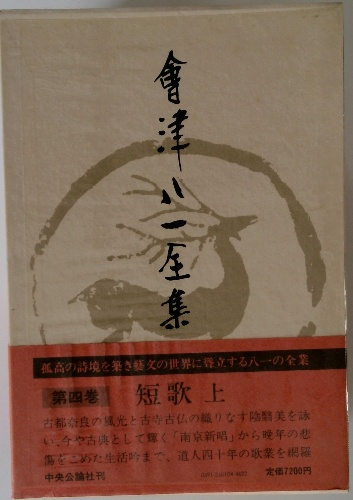 會津八一全集
孤高の詩境を築き藝文の世界に聳立する八一の全業
第四巻 短歌 上
古都奈良の風光と古寺古仏の織りなす陰翳美を詠
い、今や古典として輝く「南京新唱」から晩年の悲
傷をこめた生活吟まで、道人四十年の歌業を網羅
中央公論社刊
定価7200円